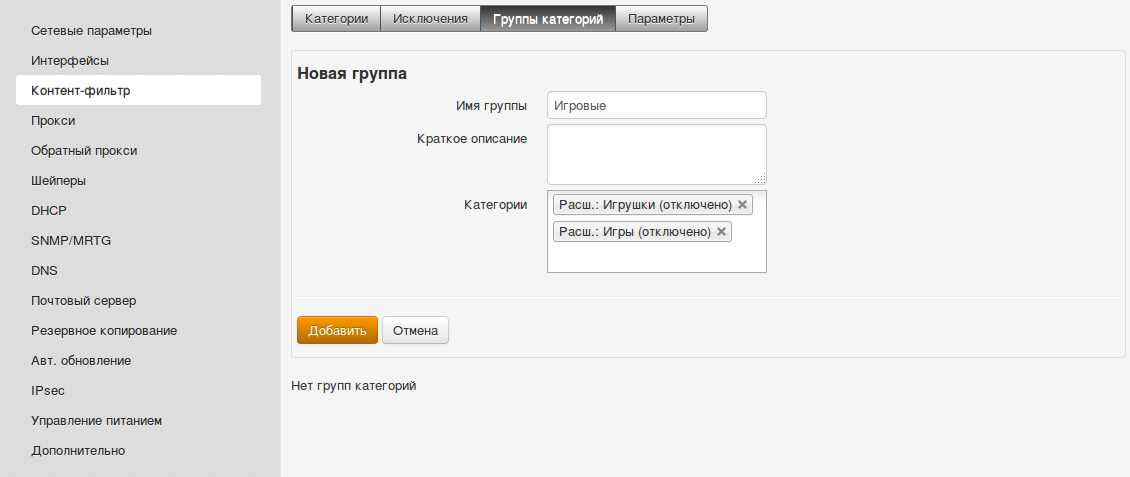 Сетевые параметры
Интерфейсы
Контент-фильтр
Прокси
Обратный прокси
Шейперы
DHCP
SNMP/MRTG
DNS
Почтовый сервер
Резервное копирование
Авт. обновление
IPsec
Управление питанием
Дополнительно
Категории Исключения Группы категорий Параметры
Новая группа
Имя группы Игровые
Краткое описание
Категории Расш.: Игрушки (отключено)
Расш.: Игры (отключено)
Добавить Отмена
Нет групп категорий